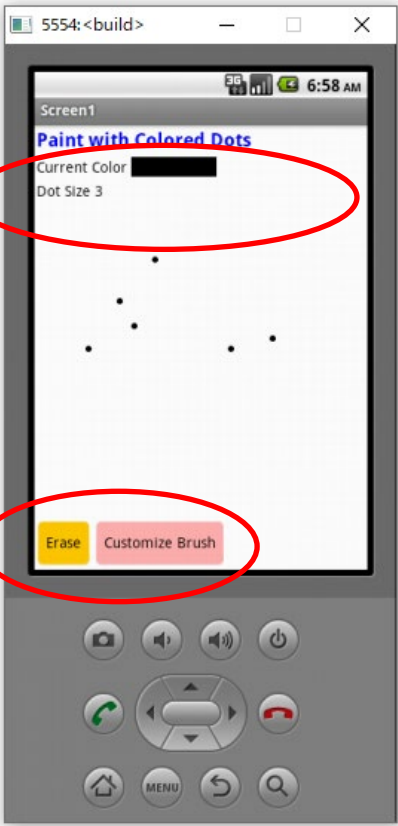 5554:<build>
3G 6:58 AM
Screen1
Paint with Colored Dots
Current Color
Dot Size 3
Erase Customize Brush
MENU